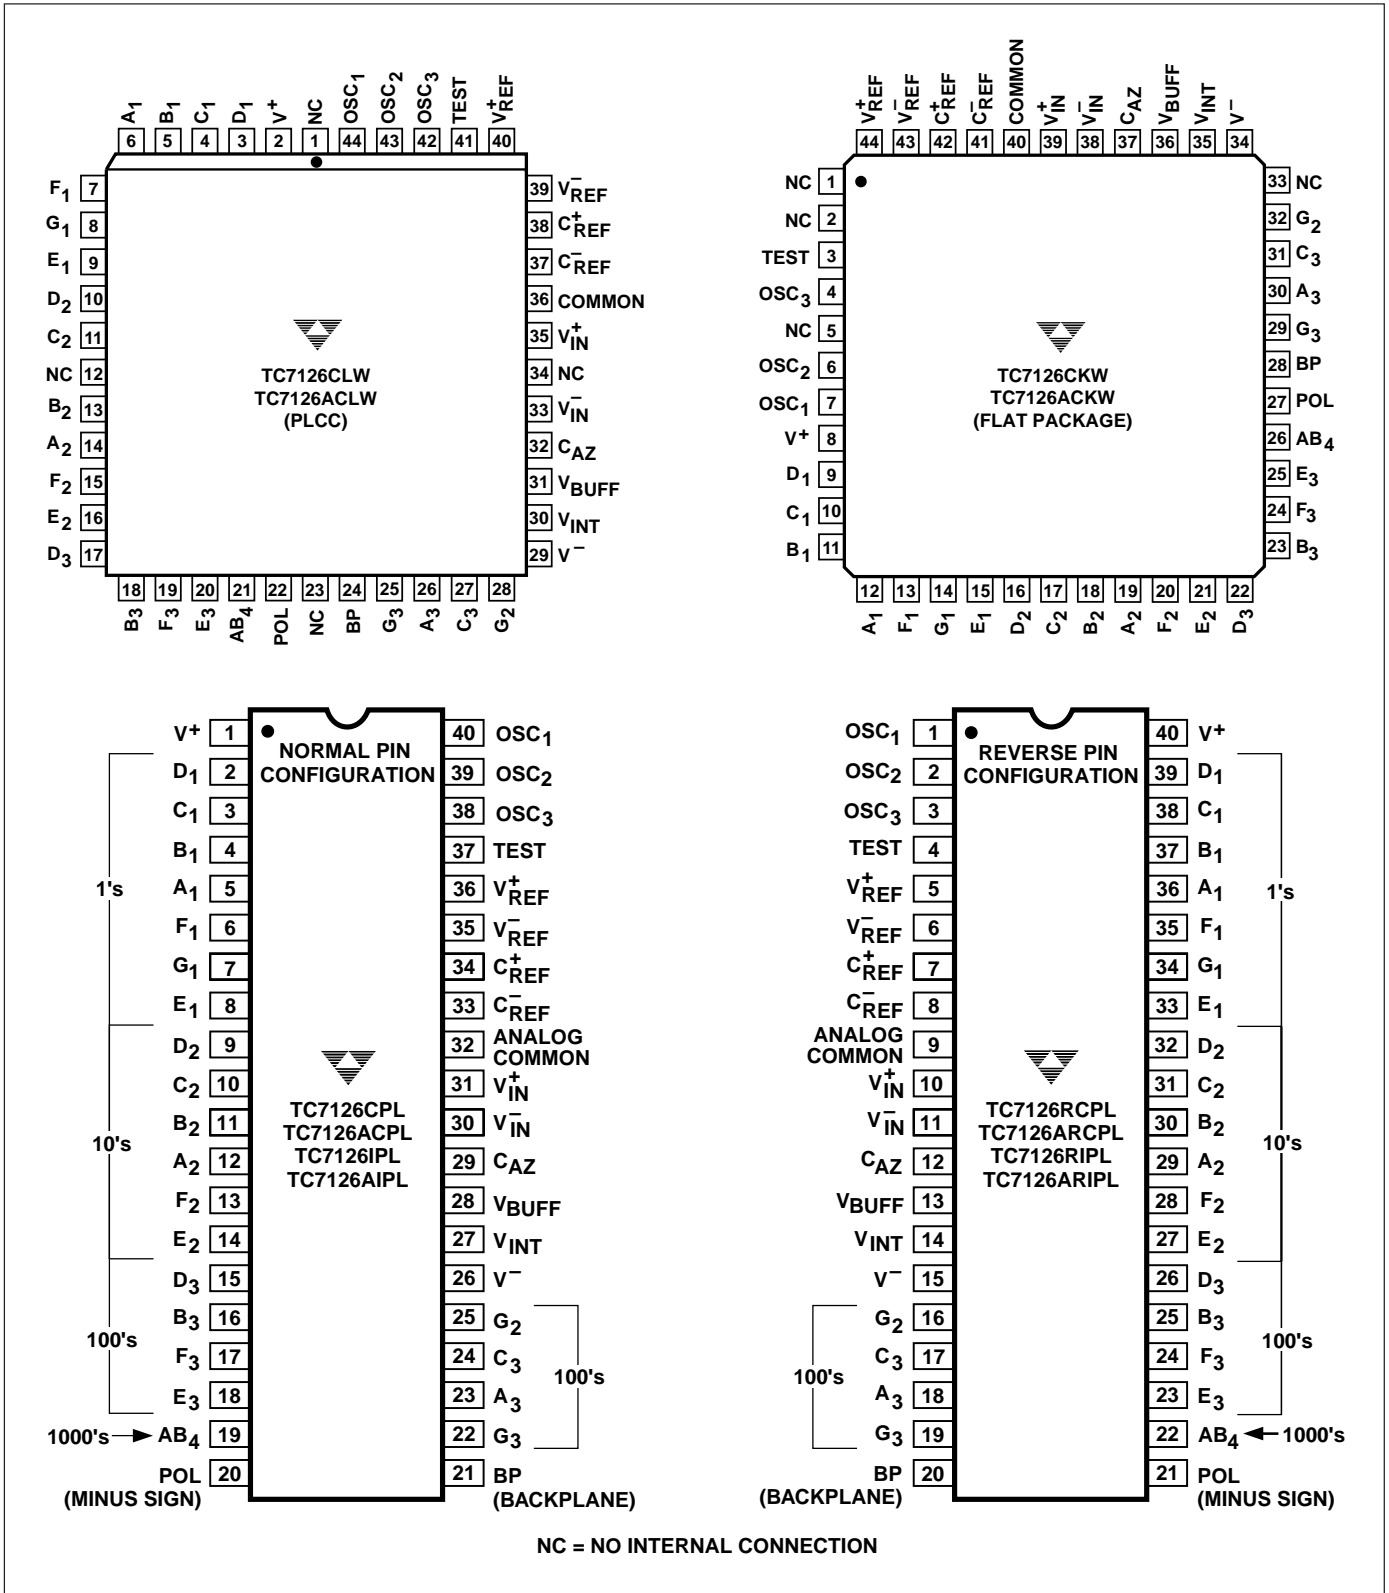 A1 B1 C1 D1 V+ NC OSC1 OSC2 OSC3 TEST V+REF
6 5 4 3 2 1 44 43 42 41 40
F1 7
G1 8
E1 9
D2 10
C2 11
NC 12
B2 13
A2 14
F2 15
E2 16
D3 17
TC7126CLW
TC7126ACLW
(PLCC)
39 V–REF
38 C+REF
37 C–REF
36 COMMON
35 V+IN
34 NC
33 V–IN
32 CAZ
31 VBUFF
30 VINT
29 V–
18 19 20 21 22 23 24 25 26 27 28
B3 F3 E3 AB4 POL NC BP G3 A3 C3 G2
V+REF V–REF C+REF C–REF COMMON V+IN V–IN CAZ VBUFF VINT V–
44 43 42 41 40 39 38 37 36 35 34
NC 1
NC 2
TEST 3
OSC3 4
NC 5
OSC2 6
OSC1 7
V+ 8
D1 9
C1 10
B1 11
TC7126CKW
TC7126ACKW
(FLAT PACKAGE)
33 NC
32 G2
31 C3
30 A3
29 G3
28 BP
27 POL
26 AB4
25 E3
24 F3
23 B3
12 13 14 15 16 17 18 19 20 21 22
A1 F1 G1 E1 D2 C2 B2 A2 F2 E2 D3
NORMAL PIN
CONFIGURATION
V+ 1
D1 2
C1 3
B1 4
1's
A1 5
F1 6
G1 7
E1 8
D2 9
C2 10
B2 11
10's
A2 12
F2 13
E2 14
D3 15
B3 16
100's
F3 17
E3 18
1000's AB4 19
POL 20
(MINUS SIGN)
TC7126CPL
TC7126ACPL
TC7126IPL
TC7126AIPL
40 OSC1
39 OSC2
38 OSC3
37 TEST
36 V+REF
35 V–REF
34 C+REF
33 C–REF
32 ANALOG
COMMON
31 V+IN
30 V–IN
29 CAZ
28 VBUFF
27 VINT
26 V–
25 G2
24 C3
100's
23 A3
22 G3
21 BP
(BACKPLANE)
REVERSE PIN
CONFIGURATION
OSC1 1
OSC2 2
OSC3 3
TEST 4
V+REF 5
V–REF 6
C+REF 7
C–REF 8
ANALOG
COMMON 9
V+IN 10
V–IN 11
CAZ 12
VBUFF 13
VINT 14
V– 15
G2 16
C3 17
100's
A3 18
G3 19
BP 20
(BACKPLANE)
TC7126RCPL
TC7126ARCPL
TC7126RIPL
TC7126ARIPL
40 V+
39 D1
38 C1
37 B1
36 A1
1's
35 F1
34 G1
33 E1
32 D2
31 C2
30 B2
10's
29 A2
28 F2
27 E2
26 D3
25 B3
100's
24 F3
23 E3
22 AB4 1000's
21 POL
(MINUS SIGN)
NC = NO INTERNAL CONNECTION